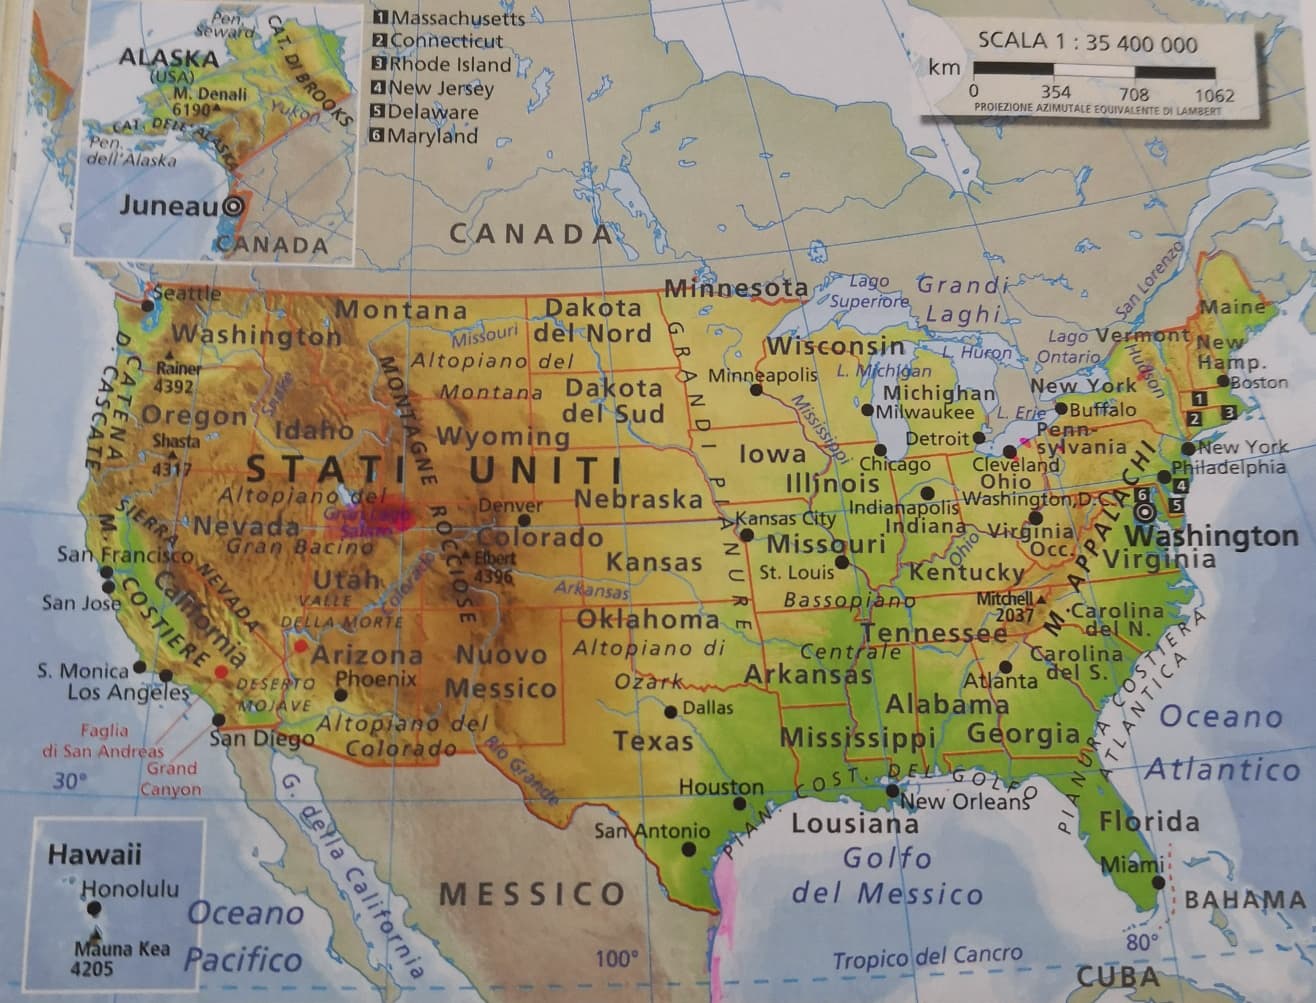 Pen.
Seward
CAT. DI BROOKS
ALASKA
(USA)
M. Denali
6190
Yukon
CAT. DELL'ALASKA
Pen.
dell'Alaska
Juneau
CANADA
1 Massachusetts
2 Connecticut
3 Rhode Island
4 New Jersey
5 Delaware
6 Maryland
SCALA 1 : 35 400 000
km
0 354 708 1062
PROIEZIONE AZIMUTALE EQUIVALENTE DI LAMBERT
CANADA
Seattle
Washington
Rainer
4392
D. CATENA
CASCATE
Oregon
Shasta
4317
Snake
Idaho
Montana
Missouri
Altopiano del
Montana
MONTAGNE
ROCCIOSE
Wyoming
Dakota
del Nord
Dakota
del Sud
GRANDI
PIANURE
Minnesota
Minneapolis
Wisconsin
Mississippi
Lago
Superiore
Grandi
Laghi
L. Michigan
L. Huron
Michighan
Milwaukee
Detroit
L. Erie
Lago
Ontario
San Lorenzo
Vermont
Hudson
Maine
New
Hamp.
Boston
1
2
3
New York
Buffalo
Penn-
sylvania
New York
Philadelphia
4
5
6
STATI UNITI
Altopiano del
Gran Lago
Salato
Nevada
Gran Bacino
SIERRA NEVADA
M. COSTIERE
San Francisco
San Jose
California
Utah
VALLE
DELLA MORTE
Colorado
Denver
Colorado
Elbert
4396
Nebraska
Kansas
Arkansas
Iowa
Illinois
Chicago
Kansas City
Missouri
St. Louis
Indianapolis
Indiana
Cleveland
Ohio
Washington, D.C.
Washington
Virginia
Occ.
Ohio
Virginia
Kentucky
M. APPALACHI
Mitchell
2037
Bassopiano
Centrale
Tennessee
Carolina
del N.
Carolina
del S.
Oklahoma
Altopiano di
Ozark
Arkansas
S. Monica
Los Angeles
San Diego
DESERTO
MOJAVE
Arizona
Phoenix
Nuovo
Messico
Altopiano del
Colorado
Faglia
di San Andreas
Grand
Canyon
30°
Dallas
Texas
Rio Grande
Houston
San Antonio
Mississippi
Alabama
Georgia
Atlanta
PIAN. COST. DEL GOLFO
PIANURA COSTIERA
ATLANTICA
New Orleans
Lousiana
Florida
Miami
Oceano
Atlantico
Golfo
del Messico
G. della California
MESSICO
Hawaii
Honolulu
Mauna Kea
4205
Oceano
Pacifico
100°
Tropico del Cancro
80°
BAHAMA
CUBA